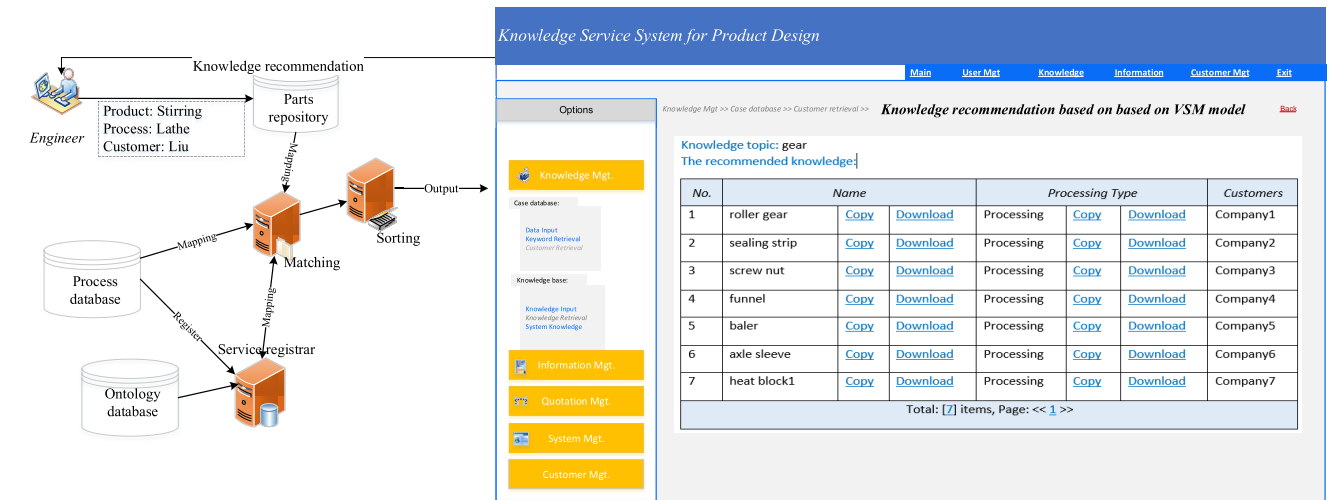 Knowledge recommendation
Engineer
Product: Stirring
Process: Lathe
Customer: Liu
Parts
repository
Mapping
Output
Sorting
Mapping
Matching
Process
database
Mapping
Register
Service registrar
Ontology
database
Knowledge Service System for Product Design
Main User Mgt Knowledge Information Customer Mgt Exit
Options
Knowledge Mgt >> Case database >> Customer retrieval >> Knowledge recommendation based on based on VSM model Back
Knowledge Mgt.
Case database:
Data Input
Keyword Retrieval
Customer Retrieval
Knowledge base:
Knowledge Input
Knowledge Retrieval
System Knowledge
Information Mgt.
Quotation Mgt.
System Mgt.
Customer Mgt.
Knowledge topic: gear
The recommended knowledge:
No. Name Processing Type Customers
1 roller gear Copy Download Processing Copy Download Company1
2 sealing strip Copy Download Processing Copy Download Company2
3 screw nut Copy Download Processing Copy Download Company3
4 funnel Copy Download Processing Copy Download Company4
5 baler Copy Download Processing Copy Download Company5
6 axle sleeve Copy Download Processing Copy Download Company6
7 heat block1 Copy Download Processing Copy Download Company7
Total: [7] items, Page: << 1 >>